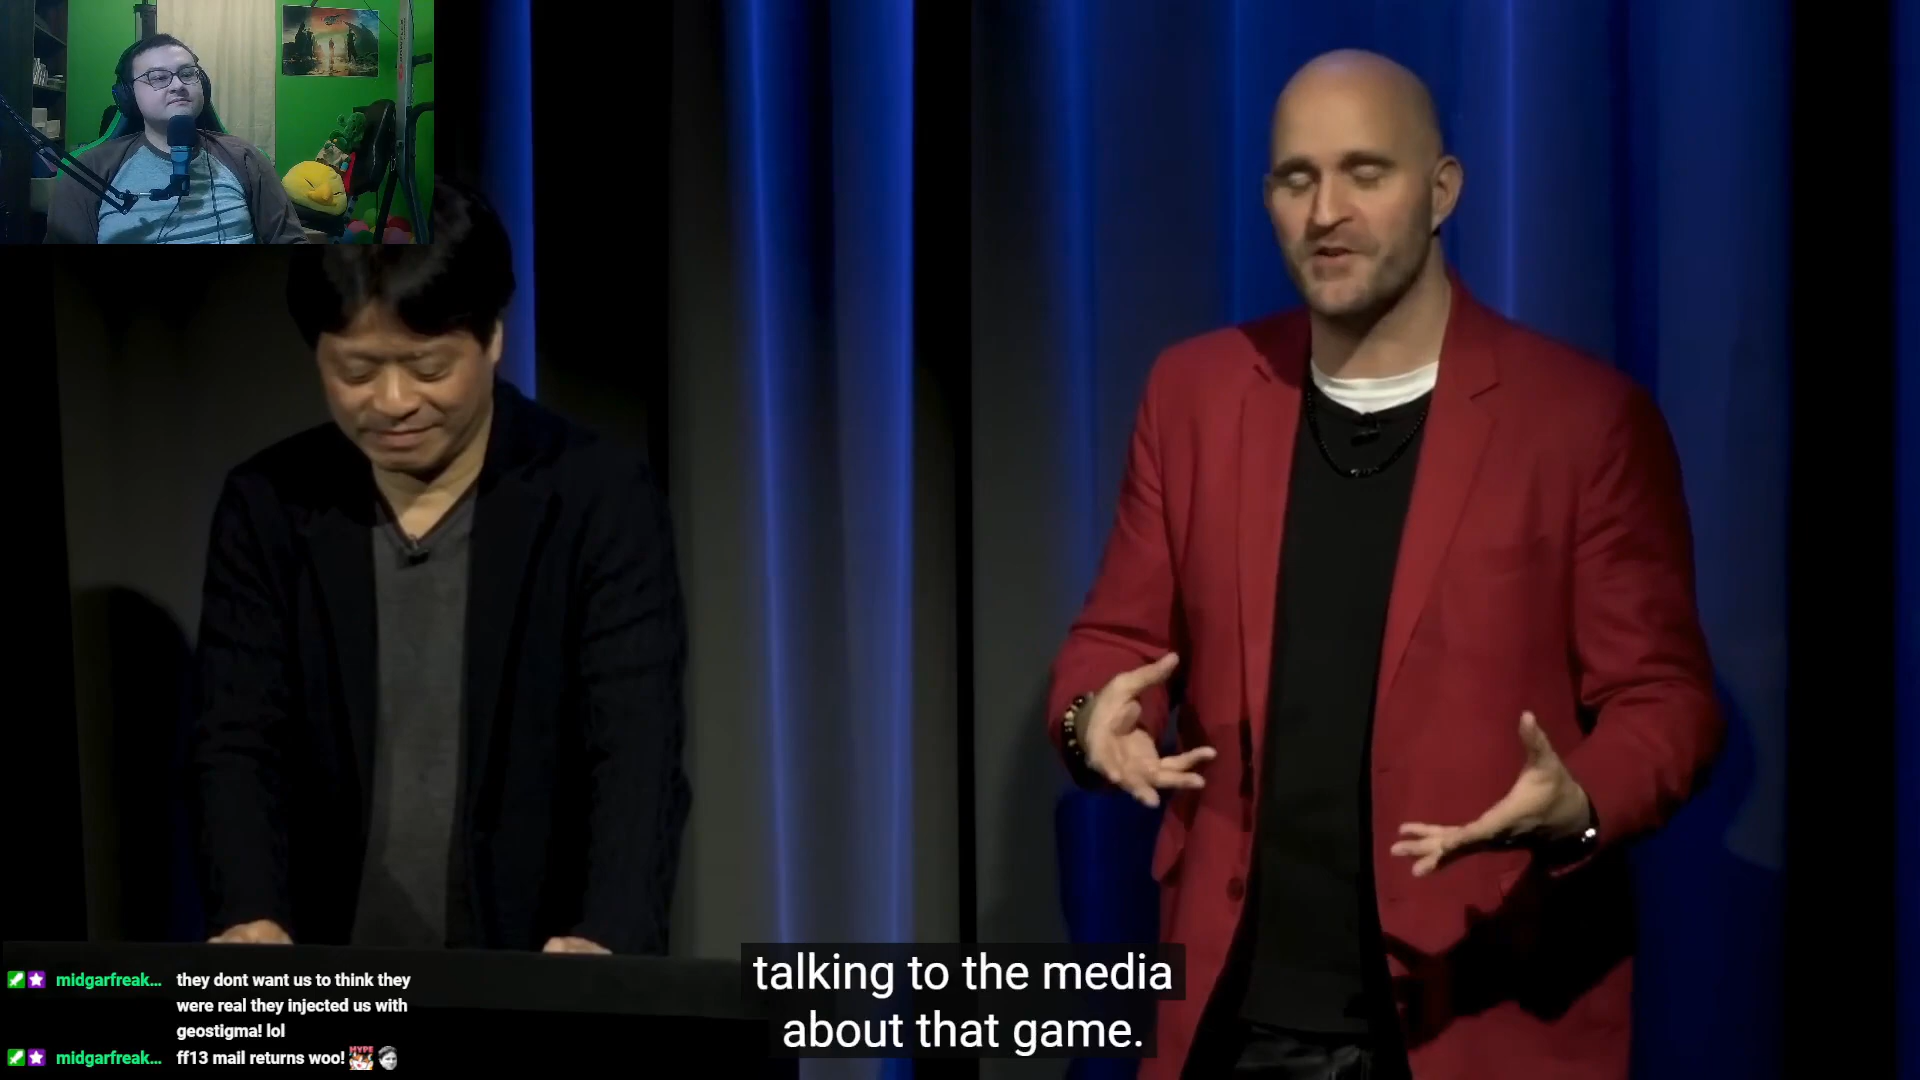 talking to the media
about that game.
midgarfreak... they dont want us to think they
were real they injected us with
geostigma! lol
midgarfreak... ff13 mail returns woo!